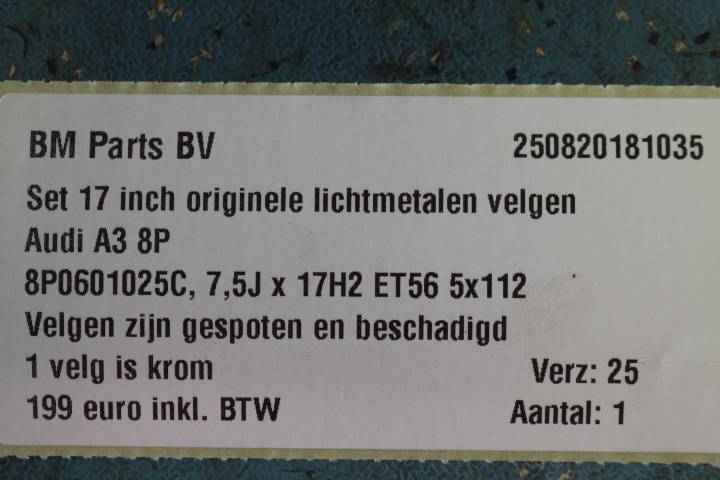 BM Parts BV 250820181035
Set 17 inch originele lichtmetalen velgen
Audi A3 8P
8P0601025C, 7,5J x 17H2 ET56 5x112
Velgen zijn gespoten en beschadigd
1 velg is krom Verz: 25
199 euro inkl. BTW Aantal: 1